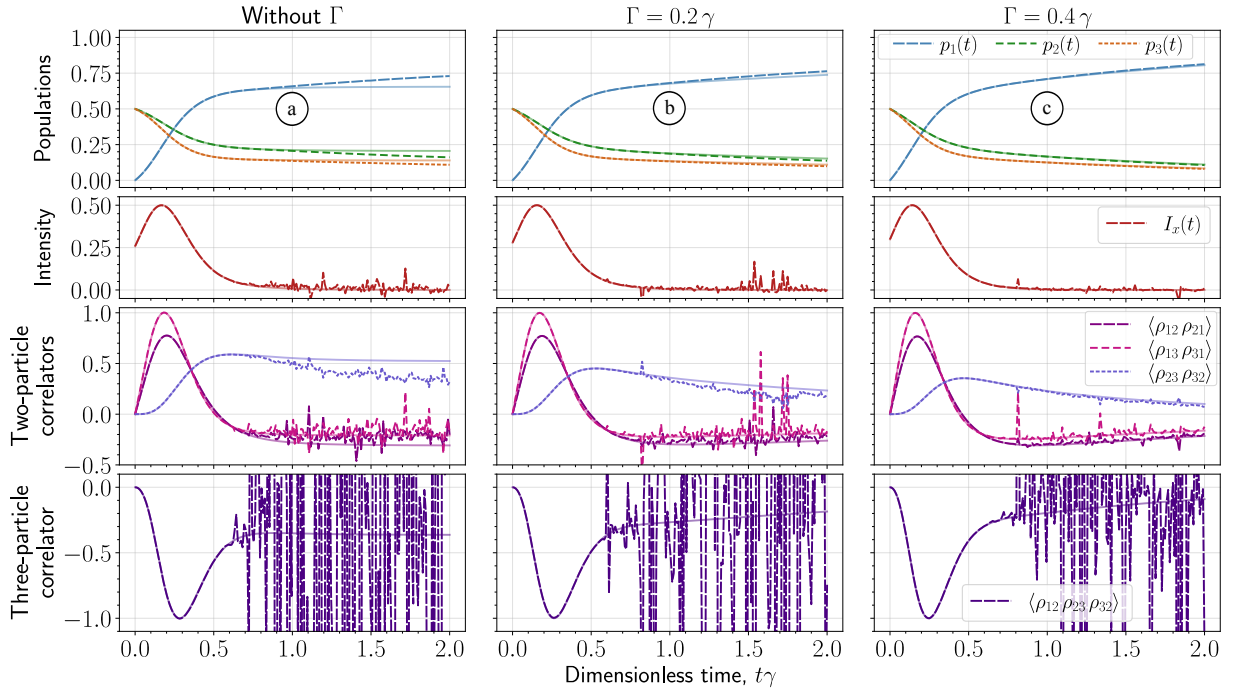 Without Γ
Γ = 0.2 γ
Γ = 0.4 γ
Populations
1.00
0.75
0.50
0.25
0.00
a
b
c
p₁(t) p₂(t) p₃(t)
Intensity
0.50
0.25
0.00
Iₓ(t)
Two-particle
correlators
1.0
0.5
0.0
−0.5
⟨ρ₁₂ ρ₂₁⟩
⟨ρ₁₃ ρ₃₁⟩
⟨ρ₂₃ ρ₃₂⟩
Three-particle
correlator
0.0
−0.5
−1.0
⟨ρ₁₂ ρ₂₃ ρ₃₂⟩
0.0 0.5 1.0 1.5 2.0
0.0 0.5 1.0 1.5 2.0
0.0 0.5 1.0 1.5 2.0
Dimensionless time, tγ